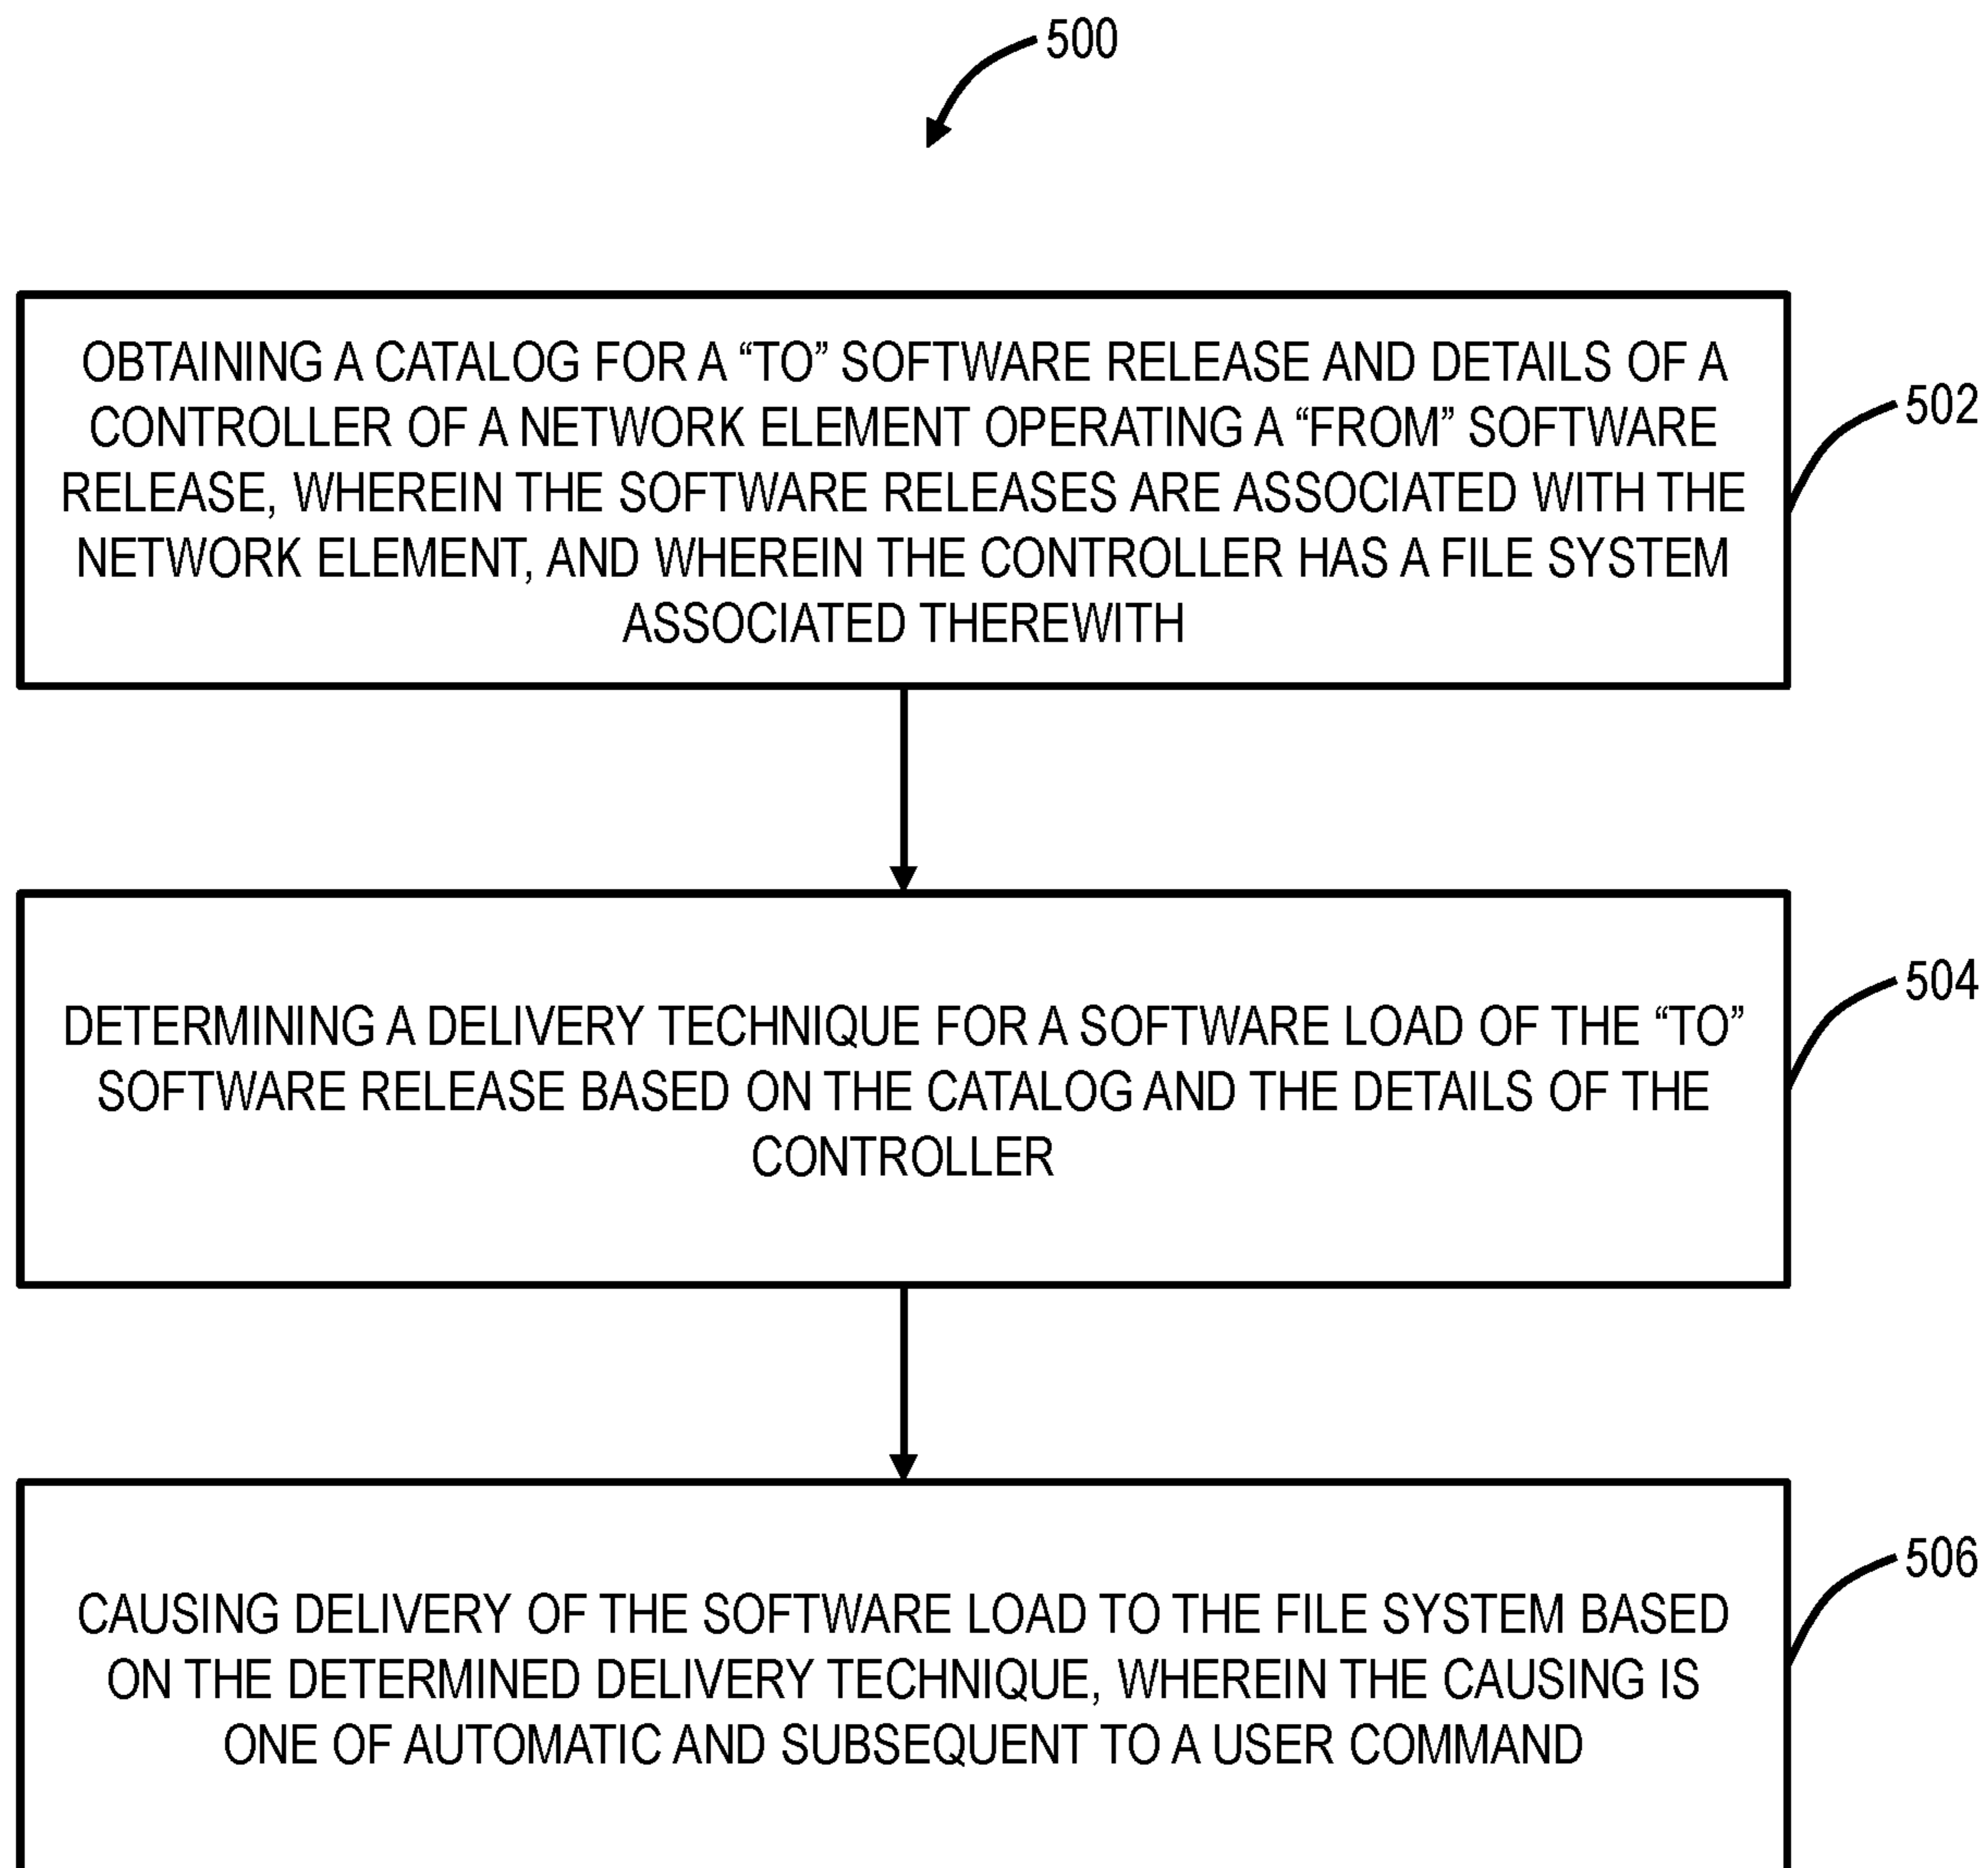 500
OBTAINING A CATALOG FOR A “TO” SOFTWARE RELEASE AND DETAILS OF A
CONTROLLER OF A NETWORK ELEMENT OPERATING A “FROM” SOFTWARE
RELEASE, WHEREIN THE SOFTWARE RELEASES ARE ASSOCIATED WITH THE
NETWORK ELEMENT, AND WHEREIN THE CONTROLLER HAS A FILE SYSTEM
ASSOCIATED THEREWITH
502
DETERMINING A DELIVERY TECHNIQUE FOR A SOFTWARE LOAD OF THE “TO”
SOFTWARE RELEASE BASED ON THE CATALOG AND THE DETAILS OF THE
CONTROLLER
504
CAUSING DELIVERY OF THE SOFTWARE LOAD TO THE FILE SYSTEM BASED
ON THE DETERMINED DELIVERY TECHNIQUE, WHEREIN THE CAUSING IS
ONE OF AUTOMATIC AND SUBSEQUENT TO A USER COMMAND
506